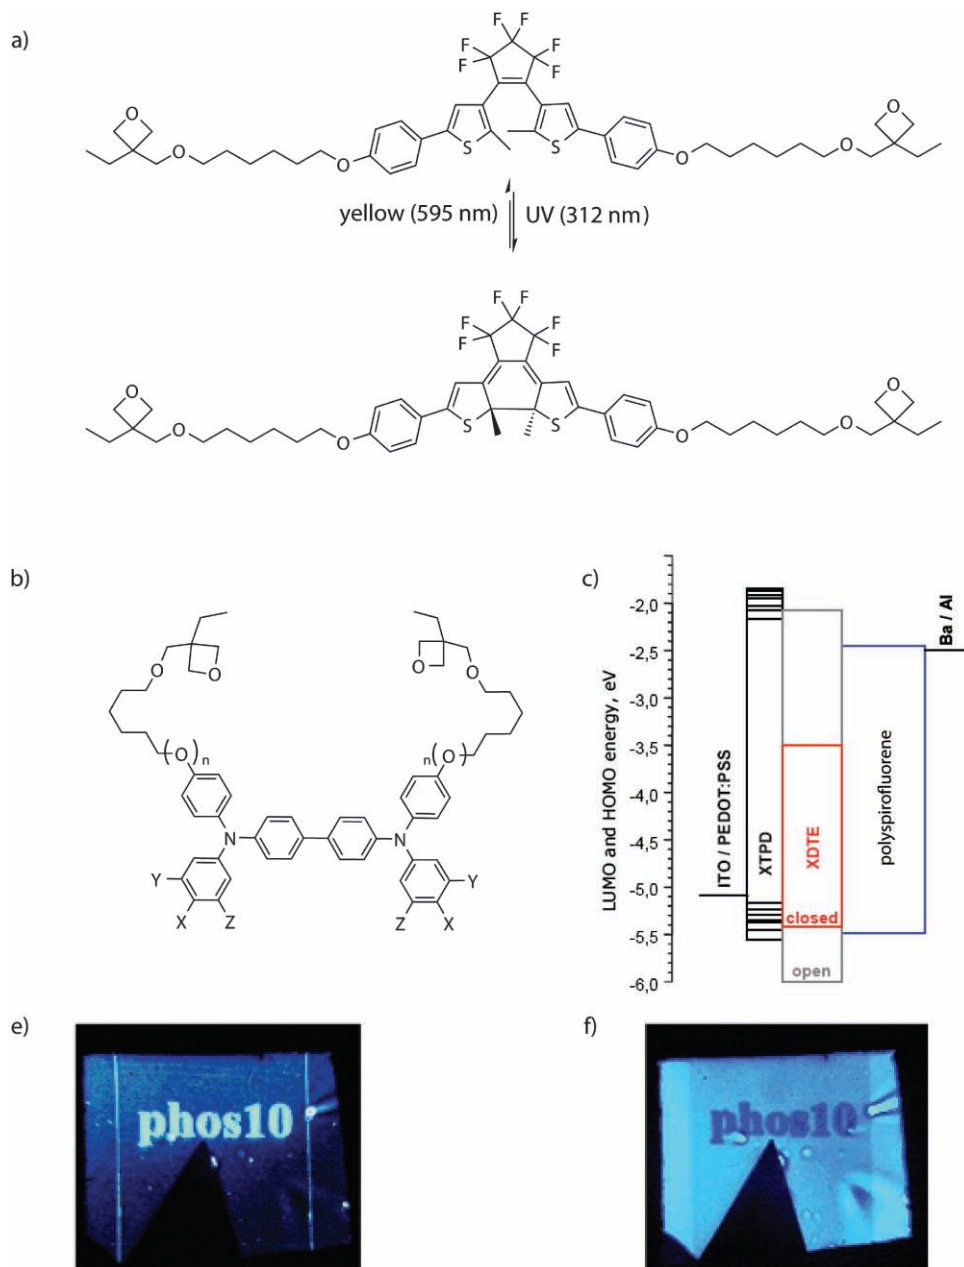 a)
F F
F F
F F
O
O
O
S
S
O
O
O
yellow (595 nm)
UV (312 nm)
F F
F F
F F
O
O
O
S
S
O
O
O
b)
O
O
O
O
( O ) n
n ( O )
N
N
Y
X
Z
Y
Z
X
c)
LUMO and HOMO energy, eV
-2,0
-2,5
-3,0
-3,5
-4,0
-4,5
-5,0
-5,5
-6,0
ITO / PEDOT:PSS
XTPD
XDTE
closed
open
polyspirofluorene
Ba / Al
e)
phos10
f)
phos10